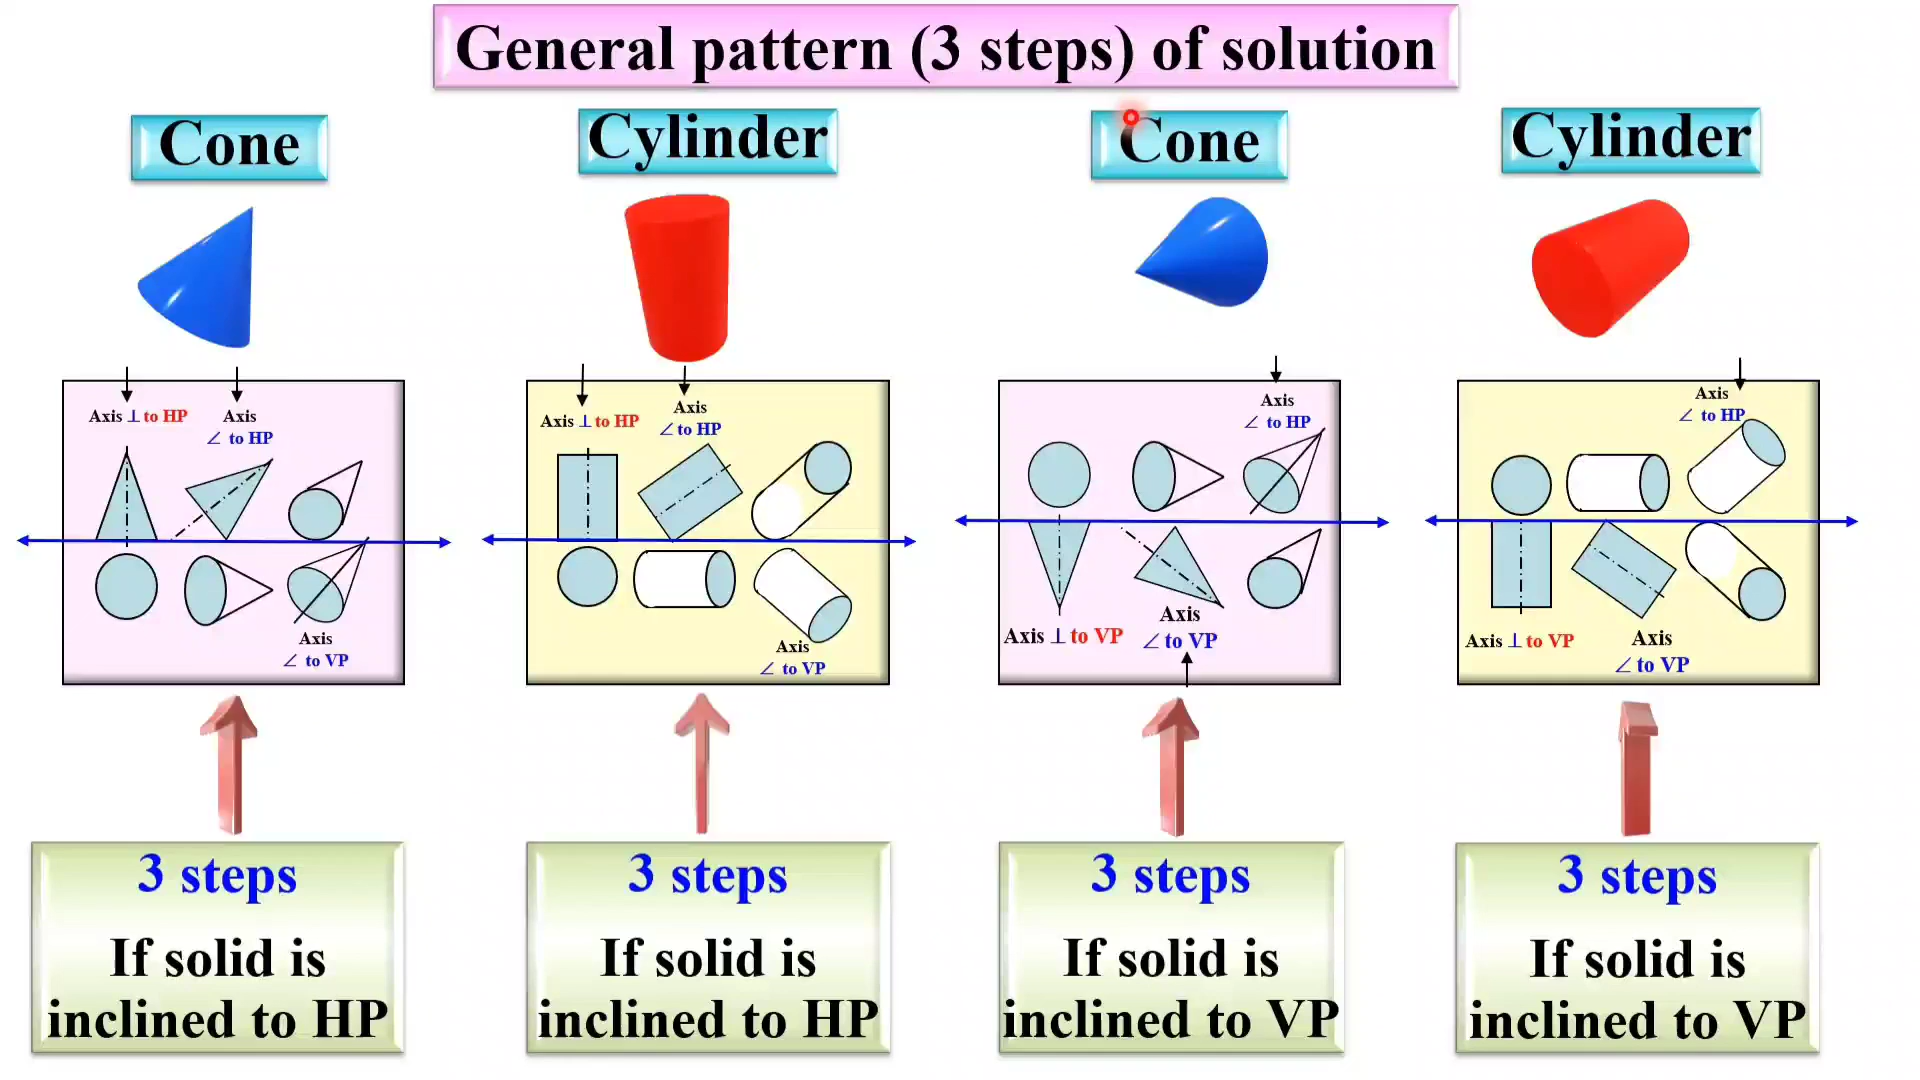 General pattern (3 steps) of solution
Cone
Cylinder
Cone
Cylinder
Axis ⊥ to HP
Axis
∠ to HP
Axis
∠ to VP
Axis ⊥ to HP
Axis
∠ to HP
Axis
∠ to VP
Axis
∠ to HP
Axis ⊥ to VP
Axis
∠ to VP
Axis
∠ to HP
Axis ⊥ to VP
Axis
∠ to VP
3 steps
If solid is
inclined to HP
3 steps
If solid is
inclined to HP
3 steps
If solid is
inclined to VP
3 steps
If solid is
inclined to VP